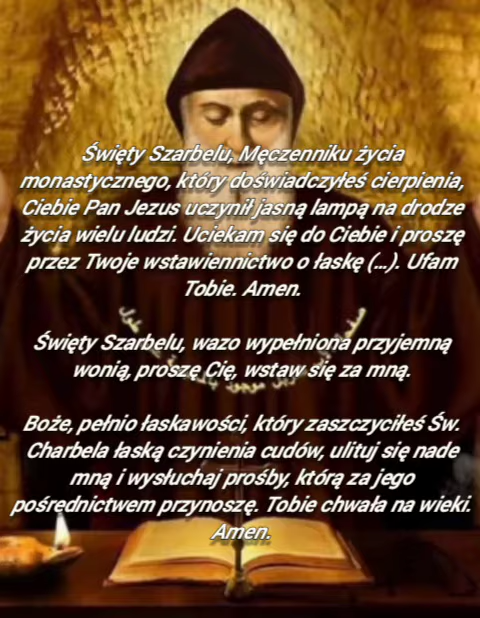 Święty Szarbelu, Męczenniku życia
monastycznego, który doświadczyłeś cierpienia,
Ciebie Pan Jezus uczynił jasną lampą na drodze
życia wielu ludzi. Uciekam się do Ciebie i proszę
przez Twoje wstawiennictwo o łaskę (...). Ufam
Tobie. Amen.
Święty Szarbelu, wazo wypełniona przyjemną
wonią, proszę Cię, wstaw się za mną.
Boże, pełnio łaskawości, który zaszczyciłeś Św.
Charbela łaską czynienia cudów, ulituj się nade
mną i wysłuchaj prośby, którą za jego
pośrednictwem przynoszę. Tobie chwała na wieki.
Amen.